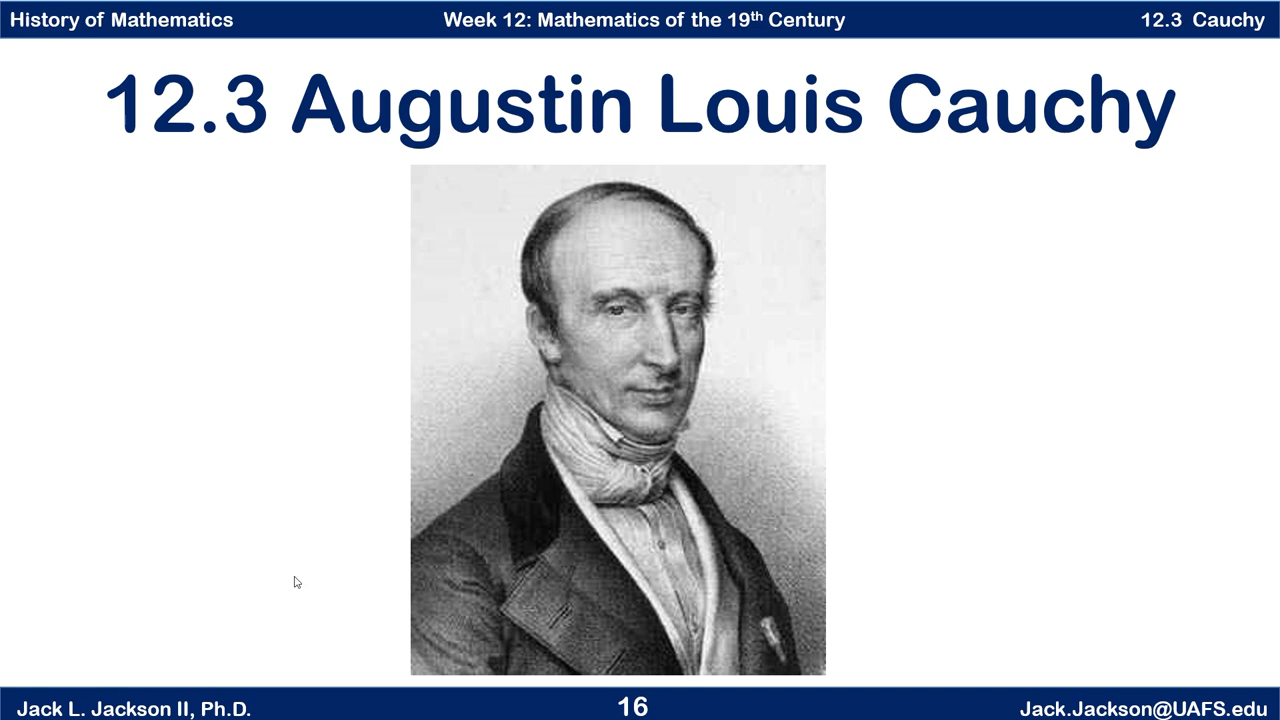 History of Mathematics
Week 12: Mathematics of the 19th Century
12.3 Cauchy
12.3 Augustin Louis Cauchy
Jack L. Jackson II, Ph.D.
16
Jack.Jackson@UAFS.edu